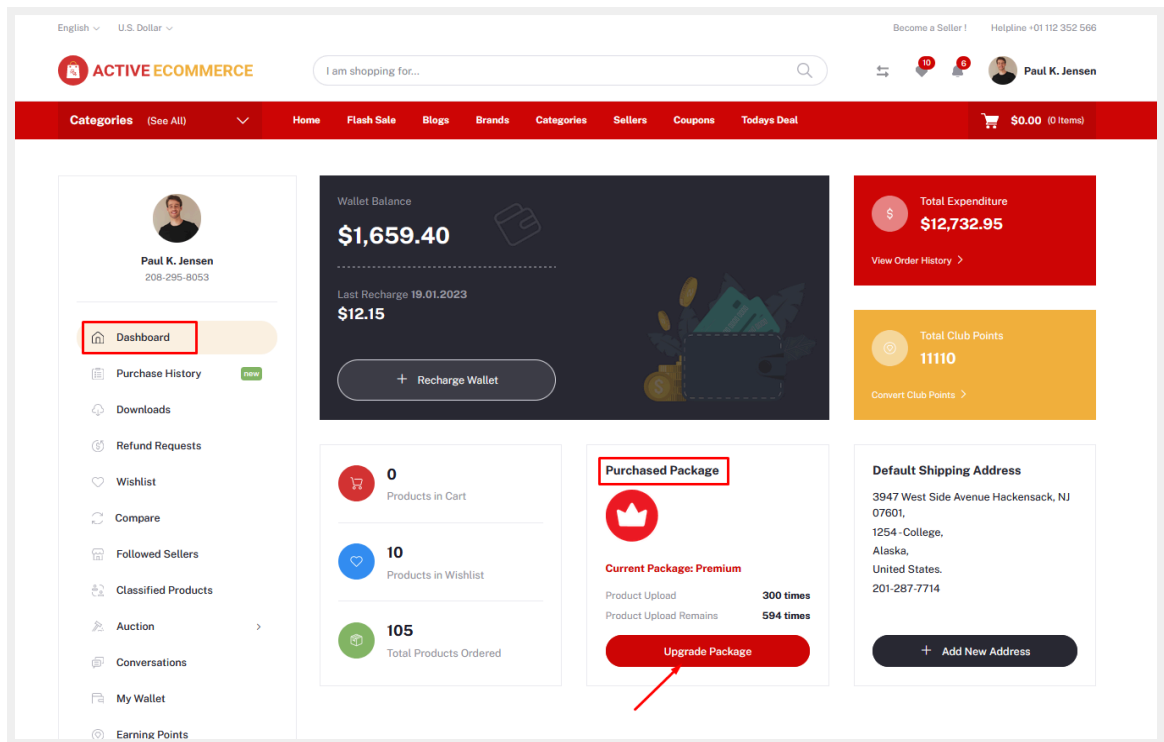 English U.S. Dollar Become a Seller ! Helpline +01 112 352 566
ACTIVE ECOMMERCE I am shopping for... 10 6 Paul K. Jensen
Categories (See All) Home Flash Sale Blogs Brands Categories Sellers Coupons Todays Deal $0.00 (0 Items)
Paul K. Jensen
208-295-8053
Dashboard
Purchase History new
Downloads
Refund Requests
Wishlist
Compare
Followed Sellers
Classified Products
Auction
Conversations
My Wallet
Earning Points
Wallet Balance
$1,659.40
Last Recharge 19.01.2023
$12.15
+ Recharge Wallet
Total Expenditure
$12,732.95
View Order History >
Total Club Points
11110
Convert Club Points >
0
Products in Cart
10
Products in Wishlist
105
Total Products Ordered
Purchased Package
Current Package: Premium
Product Upload 300 times
Product Upload Remains 594 times
Upgrade Package
Default Shipping Address
3947 West Side Avenue Hackensack, NJ
07601,
1254 - College,
Alaska,
United States.
201-287-7714
+ Add New Address